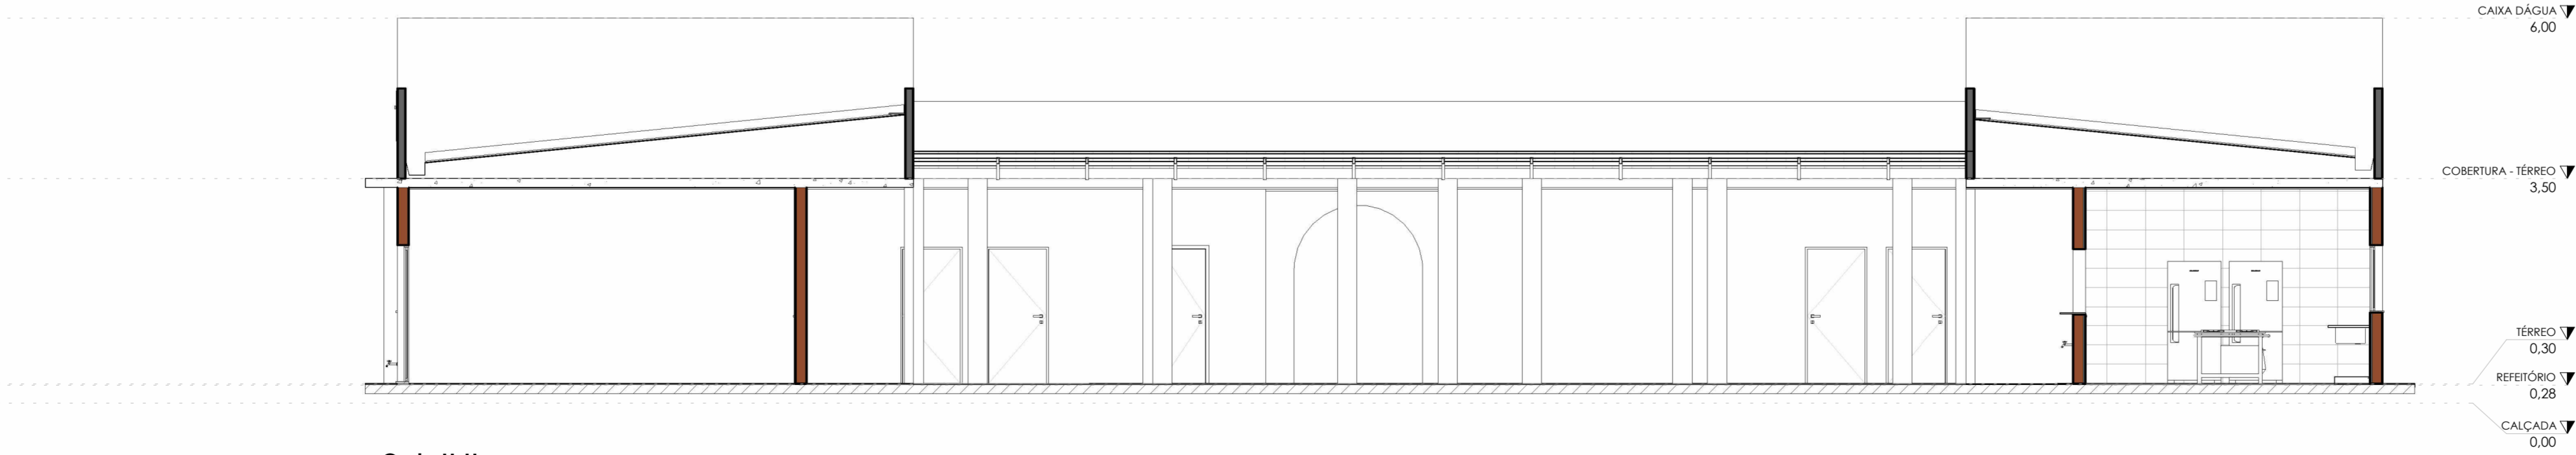 CAIXA DÁGUA
6,00
COBERTURA - TÉRREO
3,50
TÉRREO
0,30
REFEITÓRIO
0,28
CALÇADA
0,00